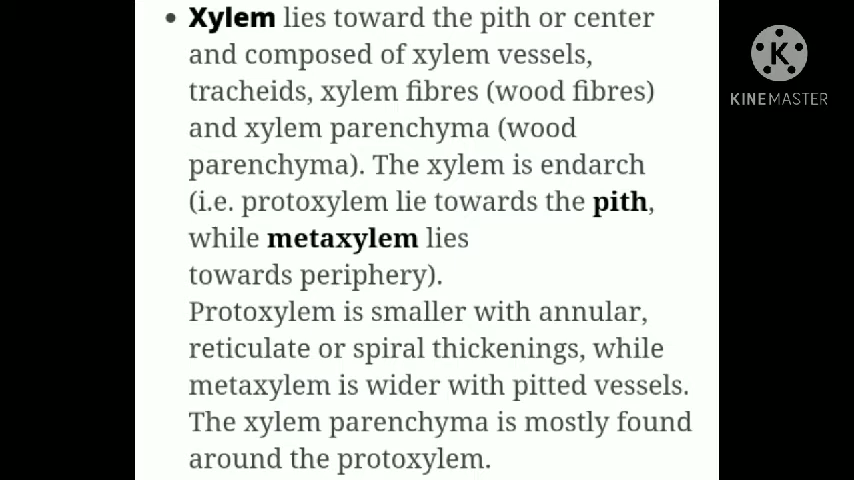 • Xylem lies toward the pith or center
and composed of xylem vessels,
tracheids, xylem fibres (wood fibres)
and xylem parenchyma (wood
parenchyma). The xylem is endarch
(i.e. protoxylem lie towards the pith,
while metaxylem lies
towards periphery).
Protoxylem is smaller with annular,
reticulate or spiral thickenings, while
metaxylem is wider with pitted vessels.
The xylem parenchyma is mostly found
around the protoxylem.
K
KINEMASTER